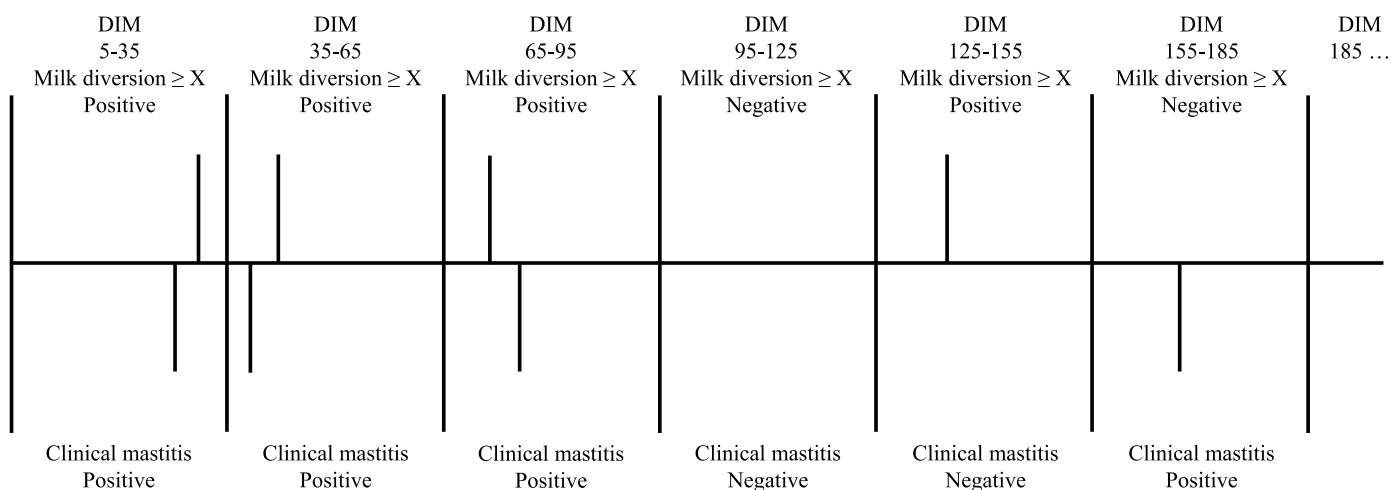 DIM
5-35
Milk diversion ≥ X
Positive
DIM
35-65
Milk diversion ≥ X
Positive
DIM
65-95
Milk diversion ≥ X
Positive
DIM
95-125
Milk diversion ≥ X
Negative
DIM
125-155
Milk diversion ≥ X
Positive
DIM
155-185
Milk diversion ≥ X
Negative
DIM
185 ...
Clinical mastitis
Positive
Clinical mastitis
Positive
Clinical mastitis
Positive
Clinical mastitis
Negative
Clinical mastitis
Negative
Clinical mastitis
Positive